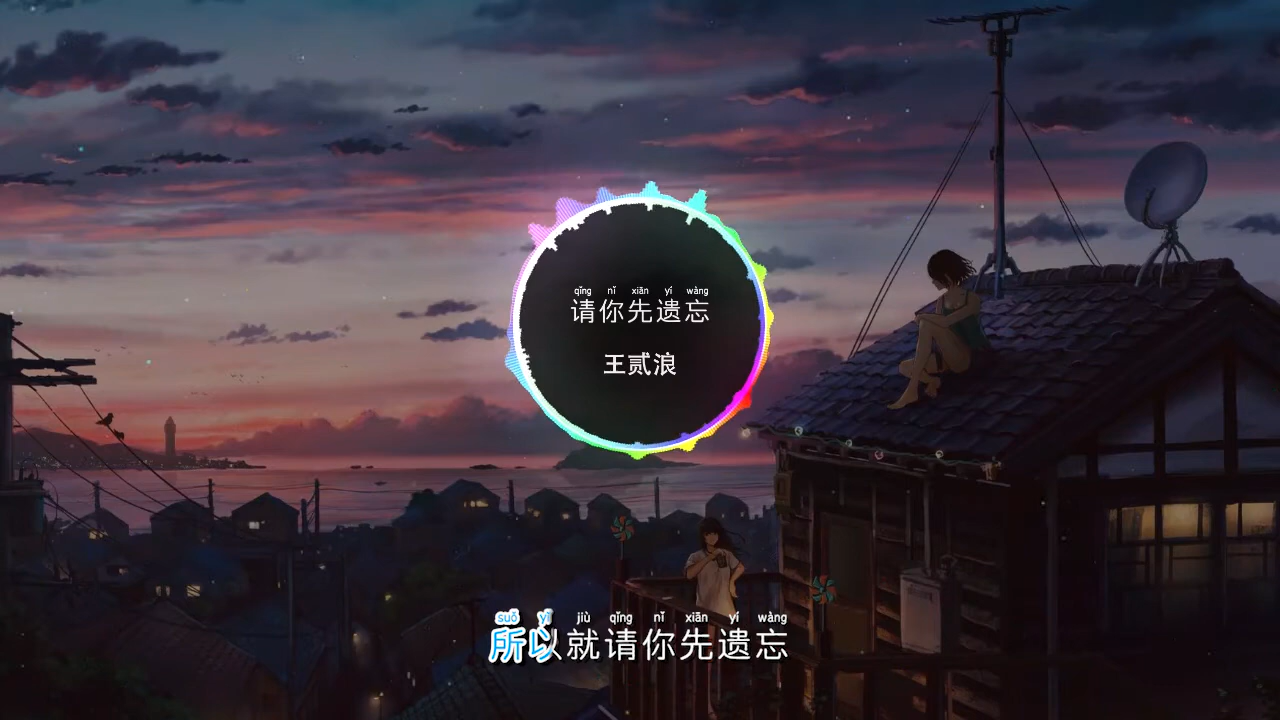 qǐng nǐ xiān yí wàng
请你先遗忘
王贰浪
suǒ yǐ jiù qǐng nǐ xiān yí wàng
所以就请你先遗忘